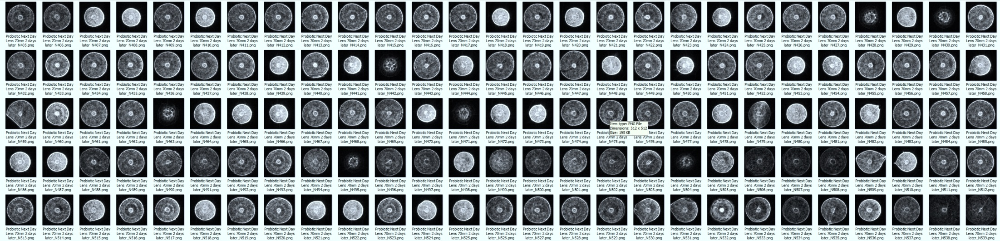 Probiotic Next Day
Lens 70mm 2 days
later_N405.png
Probiotic Next Day
Lens 70mm 2 days
later_N406.png
Probiotic Next Day
Lens 70mm 2 days
later_N407.png
Probiotic Next Day
Lens 70mm 2 days
later_N408.png
Probiotic Next Day
Lens 70mm 2 days
later_N409.png
Probiotic Next Day
Lens 70mm 2 days
later_N410.png
Probiotic Next Day
Lens 70mm 2 days
later_N411.png
Probiotic Next Day
Lens 70mm 2 days
later_N412.png
Probiotic Next Day
Lens 70mm 2 days
later_N413.png
Probiotic Next Day
Lens 70mm 2 days
later_N414.png
Probiotic Next Day
Lens 70mm 2 days
later_N415.png
Probiotic Next Day
Lens 70mm 2 days
later_N416.png
Probiotic Next Day
Lens 70mm 2 days
later_N417.png
Probiotic Next Day
Lens 70mm 2 days
later_N418.png
Probiotic Next Day
Lens 70mm 2 days
later_N419.png
Probiotic Next Day
Lens 70mm 2 days
later_N420.png
Probiotic Next Day
Lens 70mm 2 days
later_N421.png
Probiotic Next Day
Lens 70mm 2 days
later_N422.png
Probiotic Next Day
Lens 70mm 2 days
later_N423.png
Probiotic Next Day
Lens 70mm 2 days
later_N424.png
Probiotic Next Day
Lens 70mm 2 days
later_N425.png
Probiotic Next Day
Lens 70mm 2 days
later_N426.png
Probiotic Next Day
Lens 70mm 2 days
later_N427.png
Probiotic Next Day
Lens 70mm 2 days
later_N428.png
Probiotic Next Day
Lens 70mm 2 days
later_N429.png
Probiotic Next Day
Lens 70mm 2 days
later_N430.png
Probiotic Next Day
Lens 70mm 2 days
later_N431.png
Probiotic Next Day
Lens 70mm 2 days
later_N432.png
Probiotic Next Day
Lens 70mm 2 days
later_N433.png
Probiotic Next Day
Lens 70mm 2 days
later_N434.png
Probiotic Next Day
Lens 70mm 2 days
later_N435.png
Probiotic Next Day
Lens 70mm 2 days
later_N436.png
Probiotic Next Day
Lens 70mm 2 days
later_N437.png
Probiotic Next Day
Lens 70mm 2 days
later_N438.png
Probiotic Next Day
Lens 70mm 2 days
later_N439.png
Probiotic Next Day
Lens 70mm 2 days
later_N440.png
Probiotic Next Day
Lens 70mm 2 days
later_N441.png
Probiotic Next Day
Lens 70mm 2 days
later_N442.png
Probiotic Next Day
Lens 70mm 2 days
later_N443.png
Probiotic Next Day
Lens 70mm 2 days
later_N444.png
Probiotic Next Day
Lens 70mm 2 days
later_N445.png
Probiotic Next Day
Lens 70mm 2 days
later_N446.png
Probiotic Next Day
Lens 70mm 2 days
later_N447.png
Probiotic Next Day
Lens 70mm 2 days
later_N448.png
Probiotic Next Day
Lens 70mm 2 days
later_N449.png
Probiotic Next Day
Lens 70mm 2 days
later_N450.png
Probiotic Next Day
Lens 70mm 2 days
later_N451.png
Probiotic Next Day
Lens 70mm 2 days
later_N452.png
Probiotic Next Day
Lens 70mm 2 days
later_N453.png
Probiotic Next Day
Lens 70mm 2 days
later_N454.png
Probiotic Next Day
Lens 70mm 2 days
later_N455.png
Probiotic Next Day
Lens 70mm 2 days
later_N456.png
Probiotic Next Day
Lens 70mm 2 days
later_N457.png
Probiotic Next Day
Lens 70mm 2 days
later_N458.png
Probiotic Next Day
Lens 70mm 2 days
later_N459.png
Probiotic Next Day
Lens 70mm 2 days
later_N460.png
Probiotic Next Day
Lens 70mm 2 days
later_N461.png
Probiotic Next Day
Lens 70mm 2 days
later_N462.png
Probiotic Next Day
Lens 70mm 2 days
later_N463.png
Probiotic Next Day
Lens 70mm 2 days
later_N464.png
Probiotic Next Day
Lens 70mm 2 days
later_N465.png
Probiotic Next Day
Lens 70mm 2 days
later_N466.png
Probiotic Next Day
Lens 70mm 2 days
later_N467.png
Probiotic Next Day
Lens 70mm 2 days
later_N468.png
Probiotic Next Day
Lens 70mm 2 days
later_N469.png
Probiotic Next Day
Lens 70mm 2 days
later_N470.png
Probiotic Next Day
Lens 70mm 2 days
later_N471.png
Probiotic Next Day
Lens 70mm 2 days
later_N472.png
Probiotic Next Day
Lens 70mm 2 days
later_N473.png
Probiotic Next Day
Lens 70mm 2 days
later_N474.png
Item type: PNG File
Dimensions: 512 x 512
Size: 195 KB
Lens 70mm 2 days
later_N475.png
Next Day
Lens 70mm 2 days
later_N476.png
Probiotic Next Day
Lens 70mm 2 days
later_N477.png
Probiotic Next Day
Lens 70mm 2 days
later_N478.png
Probiotic Next Day
Lens 70mm 2 days
later_N479.png
Probiotic Next Day
Lens 70mm 2 days
later_N480.png
Probiotic Next Day
Lens 70mm 2 days
later_N481.png
Probiotic Next Day
Lens 70mm 2 days
later_N482.png
Probiotic Next Day
Lens 70mm 2 days
later_N483.png
Probiotic Next Day
Lens 70mm 2 days
later_N484.png
Probiotic Next Day
Lens 70mm 2 days
later_N485.png
Probiotic Next Day
Lens 70mm 2 days
later_N486.png
Probiotic Next Day
Lens 70mm 2 days
later_N487.png
Probiotic Next Day
Lens 70mm 2 days
later_N488.png
Probiotic Next Day
Lens 70mm 2 days
later_N489.png
Probiotic Next Day
Lens 70mm 2 days
later_N490.png
Probiotic Next Day
Lens 70mm 2 days
later_N491.png
Probiotic Next Day
Lens 70mm 2 days
later_N492.png
Probiotic Next Day
Lens 70mm 2 days
later_N493.png
Probiotic Next Day
Lens 70mm 2 days
later_N494.png
Probiotic Next Day
Lens 70mm 2 days
later_N495.png
Probiotic Next Day
Lens 70mm 2 days
later_N496.png
Probiotic Next Day
Lens 70mm 2 days
later_N497.png
Probiotic Next Day
Lens 70mm 2 days
later_N498.png
Probiotic Next Day
Lens 70mm 2 days
later_N499.png
Probiotic Next Day
Lens 70mm 2 days
later_N500.png
Probiotic Next Day
Lens 70mm 2 days
later_N501.png
Probiotic Next Day
Lens 70mm 2 days
later_N502.png
Probiotic Next Day
Lens 70mm 2 days
later_N503.png
Probiotic Next Day
Lens 70mm 2 days
later_N504.png
Probiotic Next Day
Lens 70mm 2 days
later_N505.png
Probiotic Next Day
Lens 70mm 2 days
later_N506.png
Probiotic Next Day
Lens 70mm 2 days
later_N507.png
Probiotic Next Day
Lens 70mm 2 days
later_N508.png
Probiotic Next Day
Lens 70mm 2 days
later_N509.png
Probiotic Next Day
Lens 70mm 2 days
later_N510.png
Probiotic Next Day
Lens 70mm 2 days
later_N511.png
Probiotic Next Day
Lens 70mm 2 days
later_N512.png
Probiotic Next Day
Lens 70mm 2 days
later_N513.png
Probiotic Next Day
Lens 70mm 2 days
later_N514.png
Probiotic Next Day
Lens 70mm 2 days
later_N515.png
Probiotic Next Day
Lens 70mm 2 days
later_N516.png
Probiotic Next Day
Lens 70mm 2 days
later_N517.png
Probiotic Next Day
Lens 70mm 2 days
later_N518.png
Probiotic Next Day
Lens 70mm 2 days
later_N519.png
Probiotic Next Day
Lens 70mm 2 days
later_N520.png
Probiotic Next Day
Lens 70mm 2 days
later_N521.png
Probiotic Next Day
Lens 70mm 2 days
later_N522.png
Probiotic Next Day
Lens 70mm 2 days
later_N523.png
Probiotic Next Day
Lens 70mm 2 days
later_N524.png
Probiotic Next Day
Lens 70mm 2 days
later_N525.png
Probiotic Next Day
Lens 70mm 2 days
later_N526.png
Probiotic Next Day
Lens 70mm 2 days
later_N527.png
Probiotic Next Day
Lens 70mm 2 days
later_N528.png
Probiotic Next Day
Lens 70mm 2 days
later_N529.png
Probiotic Next Day
Lens 70mm 2 days
later_N530.png
Probiotic Next Day
Lens 70mm 2 days
later_N531.png
Probiotic Next Day
Lens 70mm 2 days
later_N532.png
Probiotic Next Day
Lens 70mm 2 days
later_N533.png
Probiotic Next Day
Lens 70mm 2 days
later_N534.png
Probiotic Next Day
Lens 70mm 2 days
later_N535.png
Probiotic Next Day
Lens 70mm 2 days
later_N536.png
Probiotic Next Day
Lens 70mm 2 days
later_N537.png
Probiotic Next Day
Lens 70mm 2 days
later_N538.png
Probiotic Next Day
Lens 70mm 2 days
later_N539.png